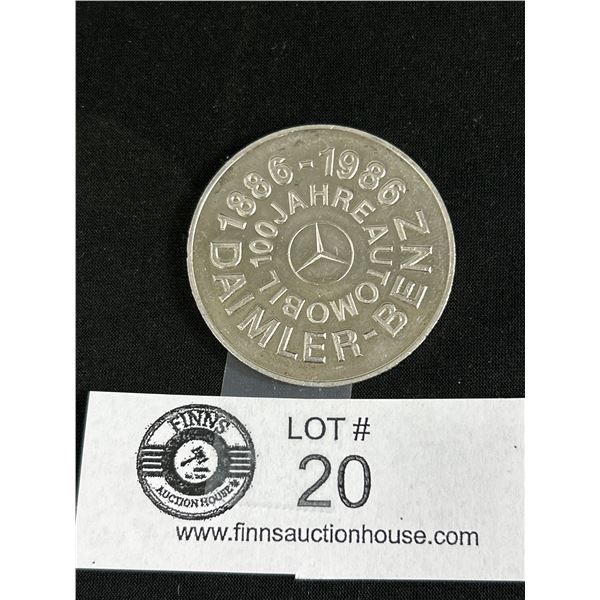 1886-1986
DAIMLER-BENZ
100 JAHRE AUTOMOBIL
FINNS
AUCTION HOUSE
LOT #
20
www.finnsauctionhouse.com